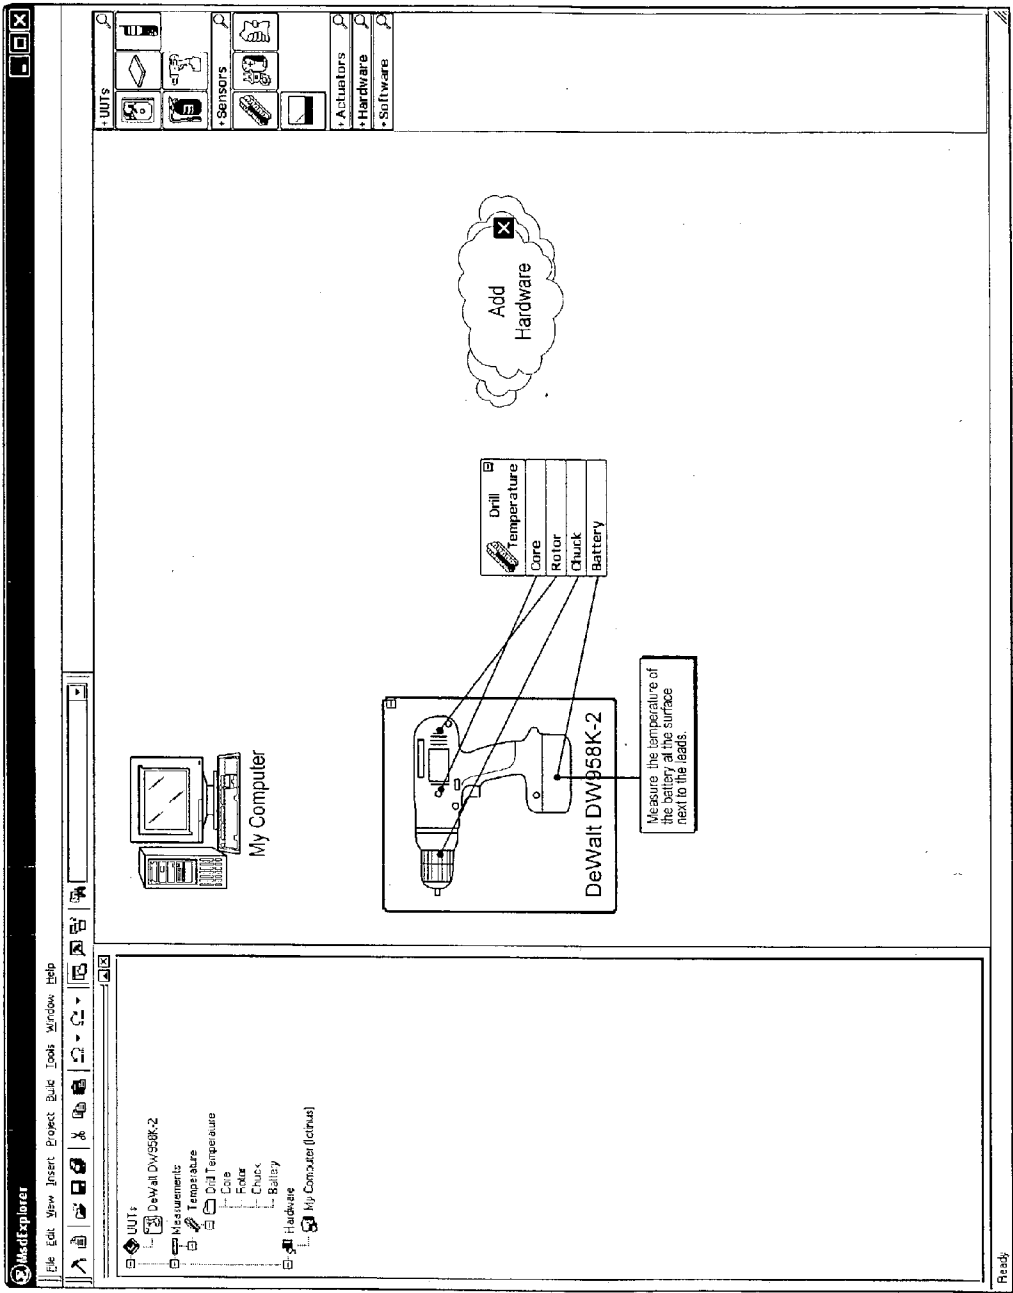 MsdExplorer
File Edit View Insert Project Build Tools Window Help
UUTs
DeWalt DW958K-2
Measurements
Temperature
Drill Temperature
Core
Rotor
Chuck
Battery
Hardware
My Computer (Ictinus)
My Computer
DeWalt DW958K-2
Measure the temperature of
the battery at the surface
next to the leads.
Drill
Temperature
Core
Rotor
Chuck
Battery
Add
Hardware
+ UUTs
+ Sensors
+ Actuators
+ Hardware
+ Software
Ready